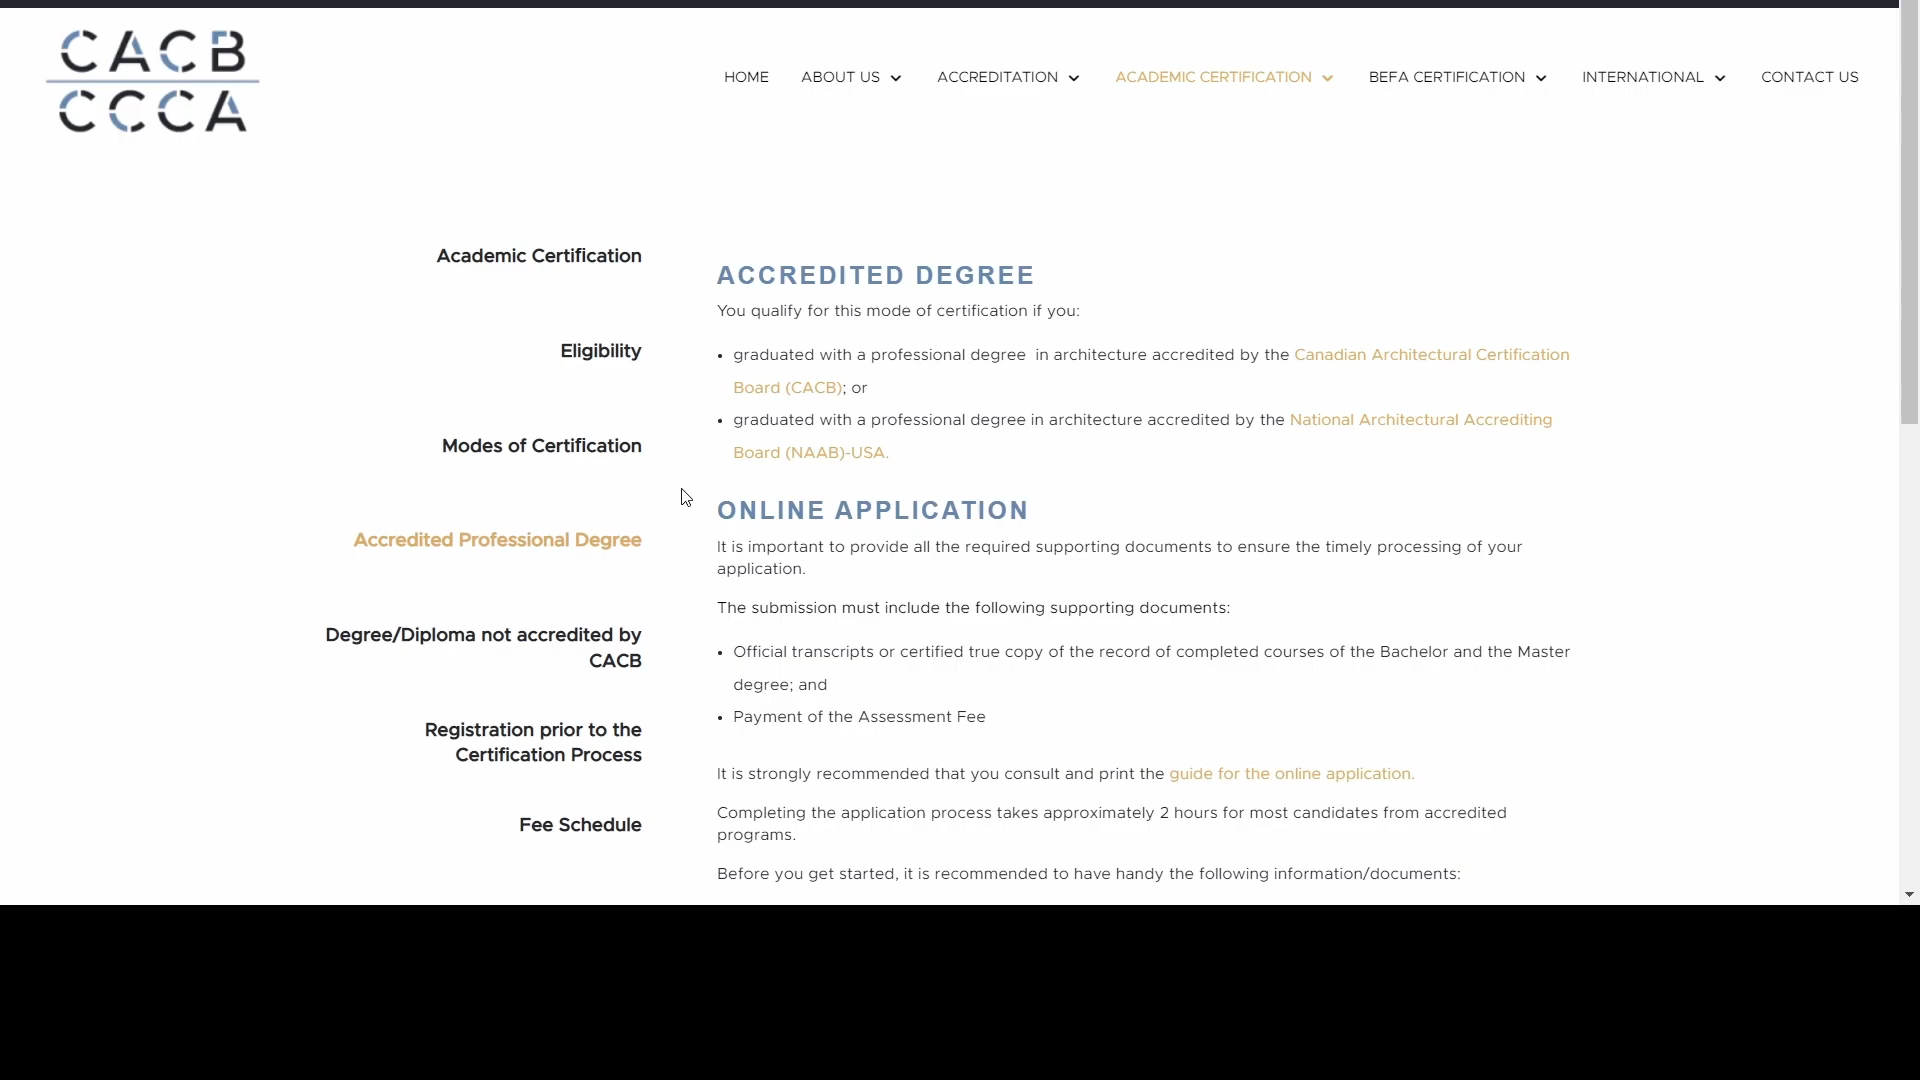 CACB
CCCA
HOME
ABOUT US
ACCREDITATION
ACADEMIC CERTIFICATION
BEFA CERTIFICATION
INTERNATIONAL
CONTACT US
Academic Certification
Eligibility
Modes of Certification
Accredited Professional Degree
Degree/Diploma not accredited by
CACB
Registration prior to the
Certification Process
Fee Schedule
ACCREDITED DEGREE
You qualify for this mode of certification if you:
• graduated with a professional degree in architecture accredited by the Canadian Architectural Certification
Board (CACB); or
• graduated with a professional degree in architecture accredited by the National Architectural Accrediting
Board (NAAB)-USA.
ONLINE APPLICATION
It is important to provide all the required supporting documents to ensure the timely processing of your
application.
The submission must include the following supporting documents:
• Official transcripts or certified true copy of the record of completed courses of the Bachelor and the Master
degree; and
• Payment of the Assessment Fee
It is strongly recommended that you consult and print the guide for the online application.
Completing the application process takes approximately 2 hours for most candidates from accredited
programs.
Before you get started, it is recommended to have handy the following information/documents: